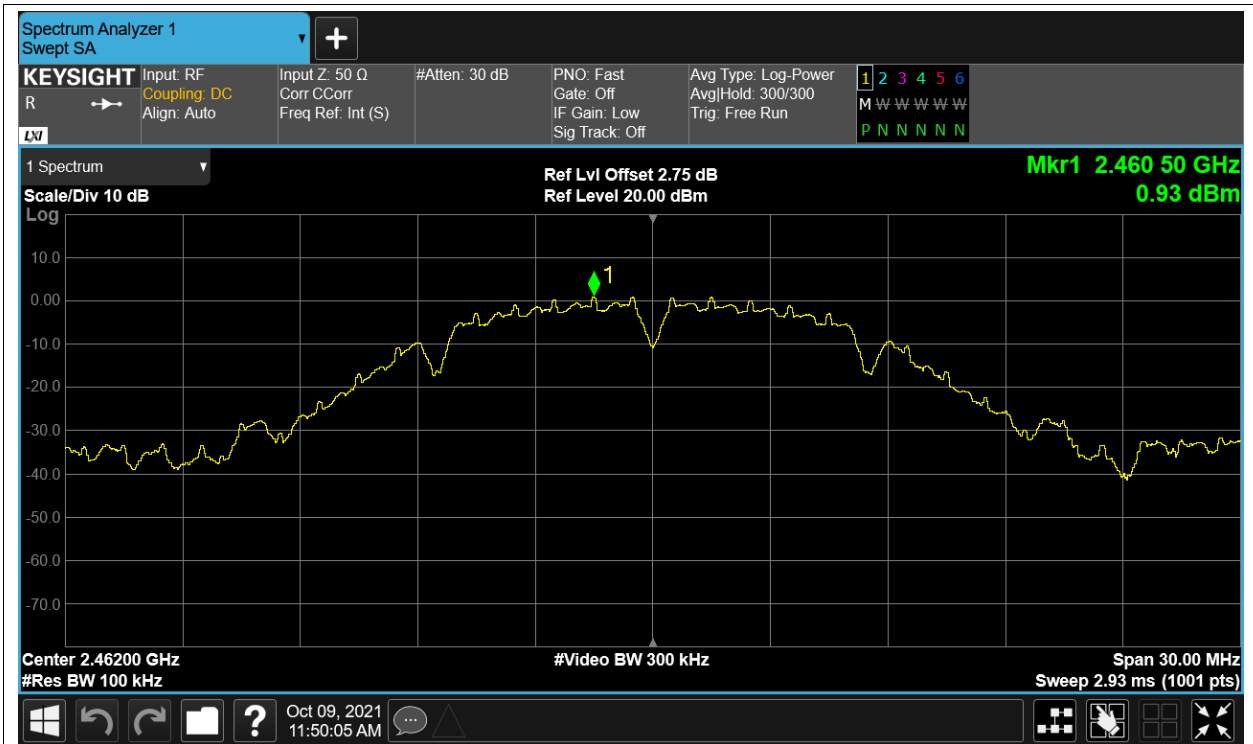 Spectrum Analyzer 1
Swept SA
KEYSIGHT
R
LXI
Input: RF
Coupling: DC
Align: Auto
Input Z: 50 Ω
Corr CCorr
Freq Ref: Int (S)
#Atten: 30 dB
PNO: Fast
Gate: Off
IF Gain: Low
Sig Track: Off
Avg Type: Log-Power
Avg|Hold: 300/300
Trig: Free Run
1 2 3 4 5 6
M W W W W W
P N N N N N
1 Spectrum
Scale/Div 10 dB
Log
Ref Lvl Offset 2.75 dB
Ref Level 20.00 dBm
Mkr1 2.460 50 GHz
0.93 dBm
1
10.0
0.00
-10.0
-20.0
-30.0
-40.0
-50.0
-60.0
-70.0
Center 2.46200 GHz
#Res BW 100 kHz
#Video BW 300 kHz
Span 30.00 MHz
Sweep 2.93 ms (1001 pts)
?
Oct 09, 2021
11:50:05 AM